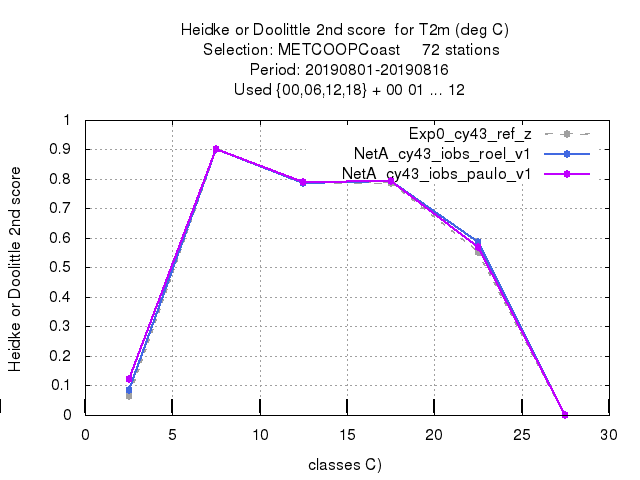 Heidke or Doolittle 2nd score  for T2m (deg C)
Selection: METCOOPCoast     72 stations
Period: 20190801-20190816
Used {00,06,12,18} + 00 01 ... 12
Heidke or Doolittle 2nd score
1
0.9
0.8
0.7
0.6
0.5
0.4
0.3
0.2
0.1
0
Exp0_cy43_ref_z
NetA_cy43_iobs_roel_v1
NetA_cy43_iobs_paulo_v1
0 5 10 15 20 25 30
classes C)